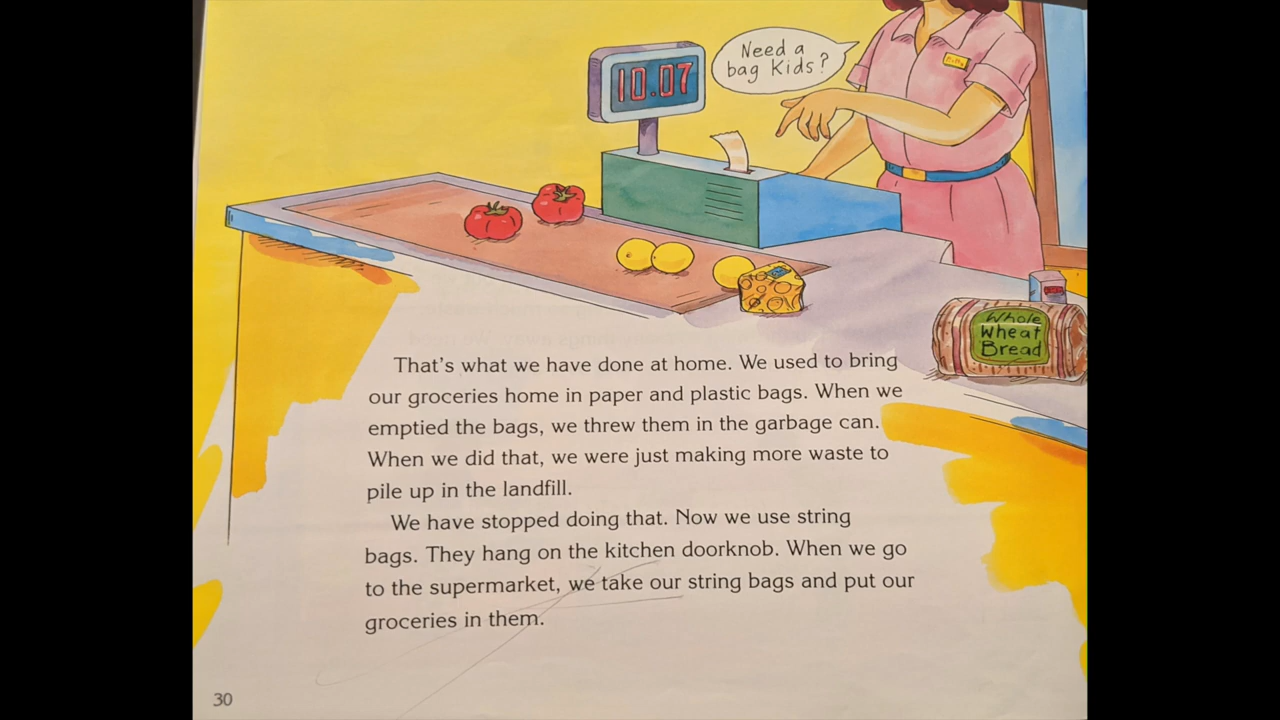 Need a
bag Kids?
10.07
Whole
Wheat
Bread
That's what we have done at home. We used to bring
our groceries home in paper and plastic bags. When we
emptied the bags, we threw them in the garbage can.
When we did that, we were just making more waste to
pile up in the landfill.
We have stopped doing that. Now we use string
bags. They hang on the kitchen doorknob. When we go
to the supermarket, we take our string bags and put our
groceries in them.
30